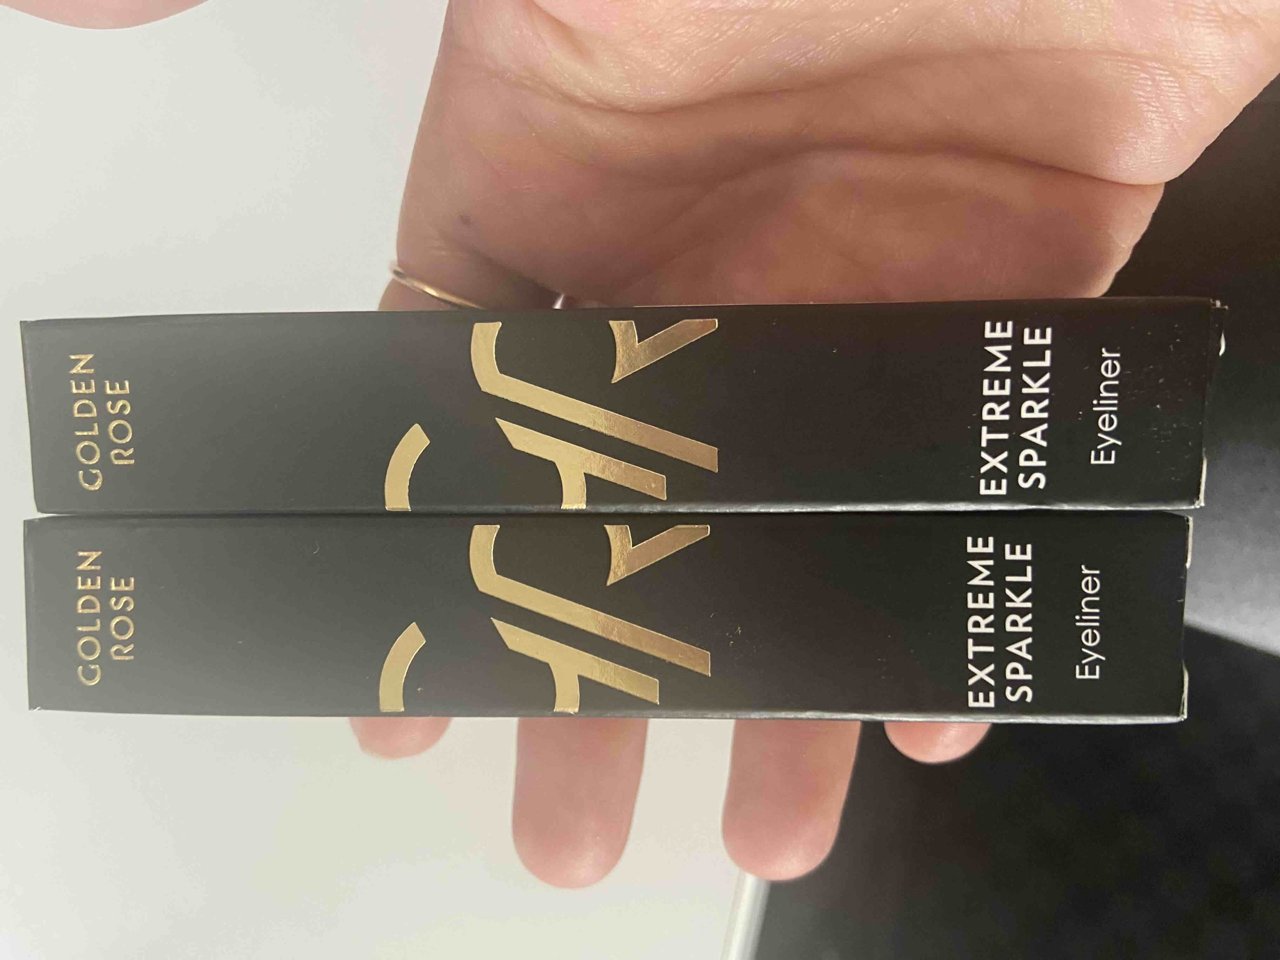 GOLDEN
ROSE
EXTREME
SPARKLE
Eyeliner
GOLDEN
ROSE
EXTREME
SPARKLE
Eyeliner